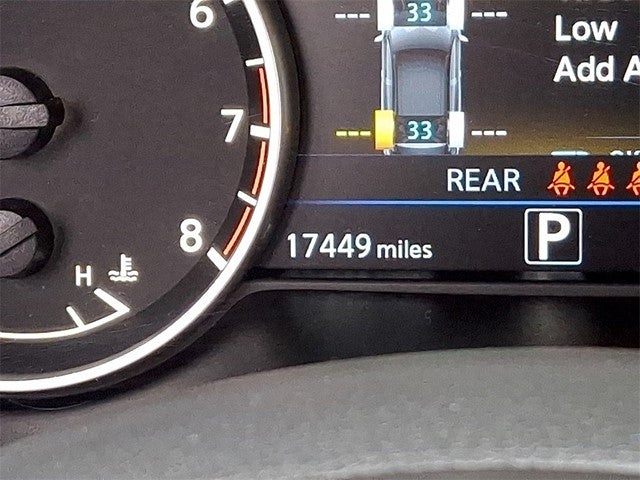 6
7
8
H
--- 33 ---
--- 33 ---
Low
Add A
REAR
17449 miles
P